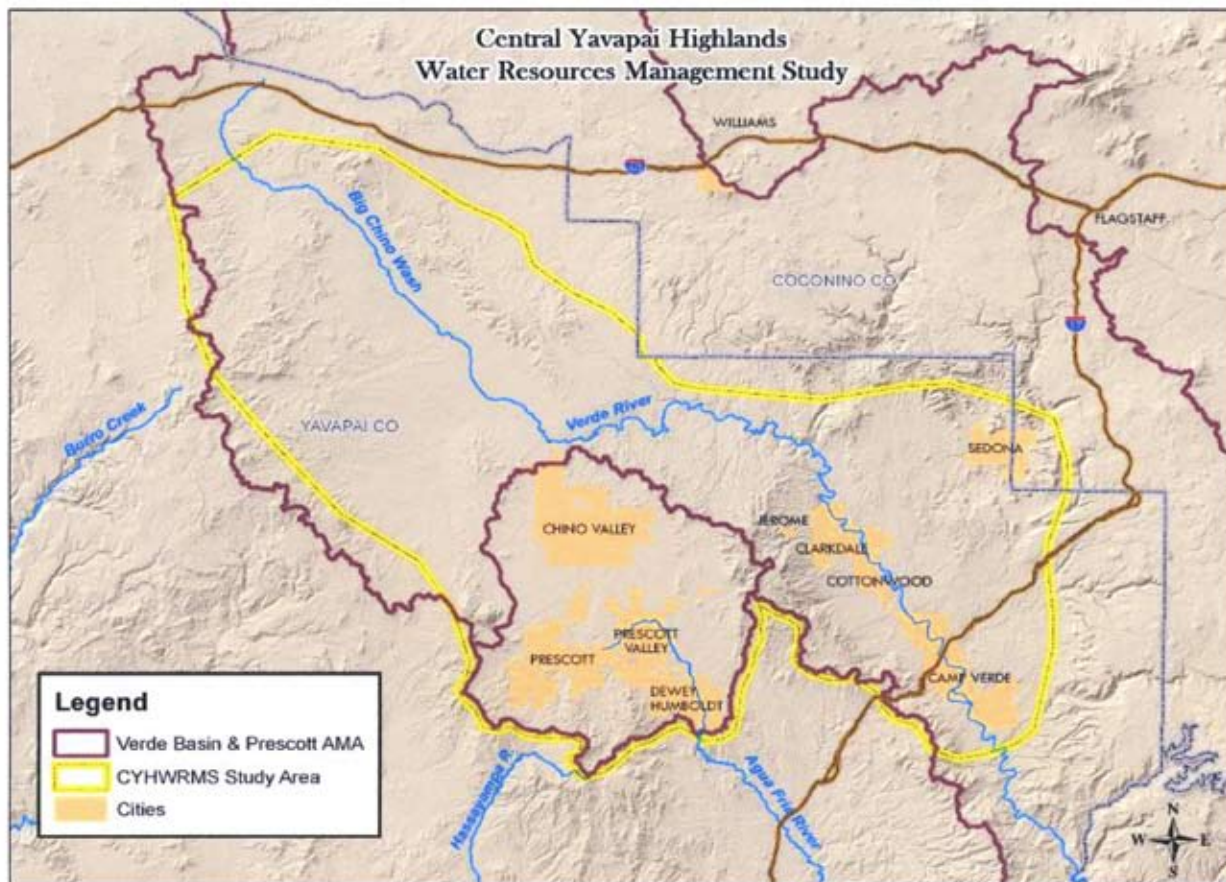 Central Yavapai Highlands
Water Resources Management Study
WILLIAMS
FLAGSTAFF
Big Chino Wash
COCONINO CO
Burro Creek
YAVAPAI CO
Verde River
SEDONA
CHINO VALLEY
JEROME
CLARKDALE
COTTONWOOD
PRESCOTT
VALLEY
PRESCOTT
DEWEY
HUMBOLDT
CAMP VERDE
Hassayampa R.
Agua Fria River
Legend
Verde Basin & Prescott AMA
CYHWRMS Study Area
Cities
N
W E
S